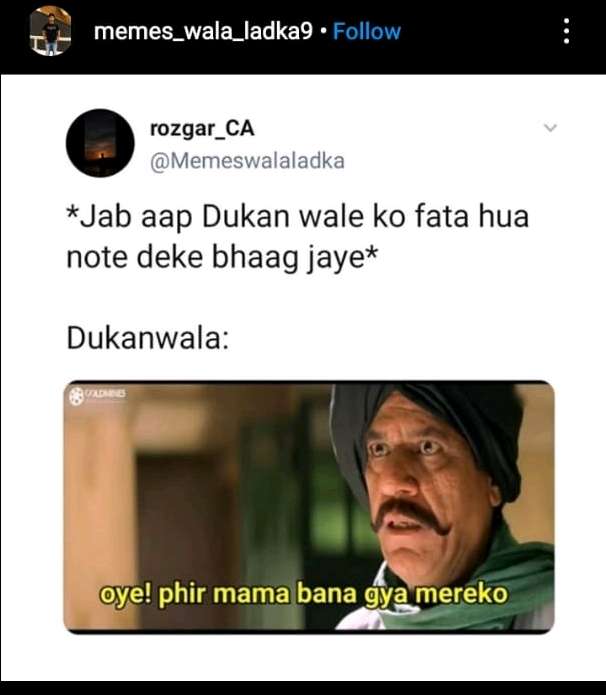 memes_wala_ladka9 • Follow
rozgar_CA
@Memeswalaladka
*Jab aap Dukan wale ko fata hua
note deke bhaag jaye*
Dukanwala:
GOLDMINES
oye! phir mama bana gya mereko